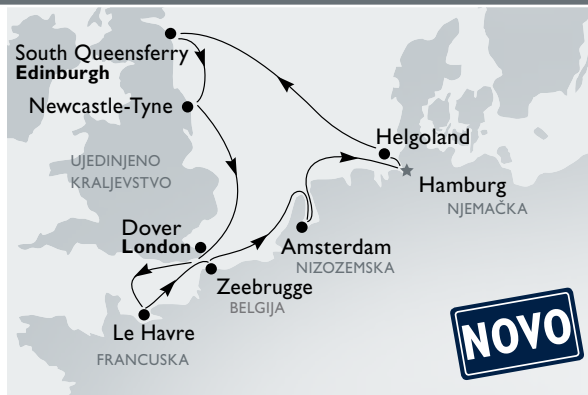 South Queensferry
Edinburgh
Newcastle-Tyne
Helgoland
UJEDINJENO
KRALJEVSTVO
Hamburg
NJEMAČKA
Dover
London
Amsterdam
NIZOZEMSKA
Zeebrugge
BELGIJA
Le Havre
FRANCUSKA
NOVO